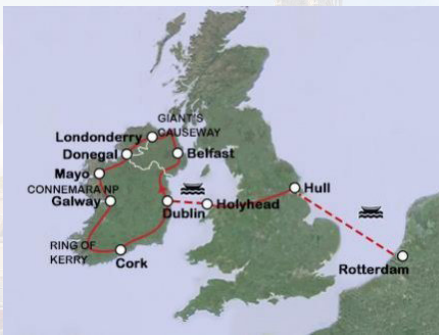 GIANT'S
CAUSEWAY
Londonderry
Donegal
Belfast
Mayo
CONNEMARA NP
Galway
Dublin
Holyhead
Hull
RING OF
KERRY
Cork
Rotterdam